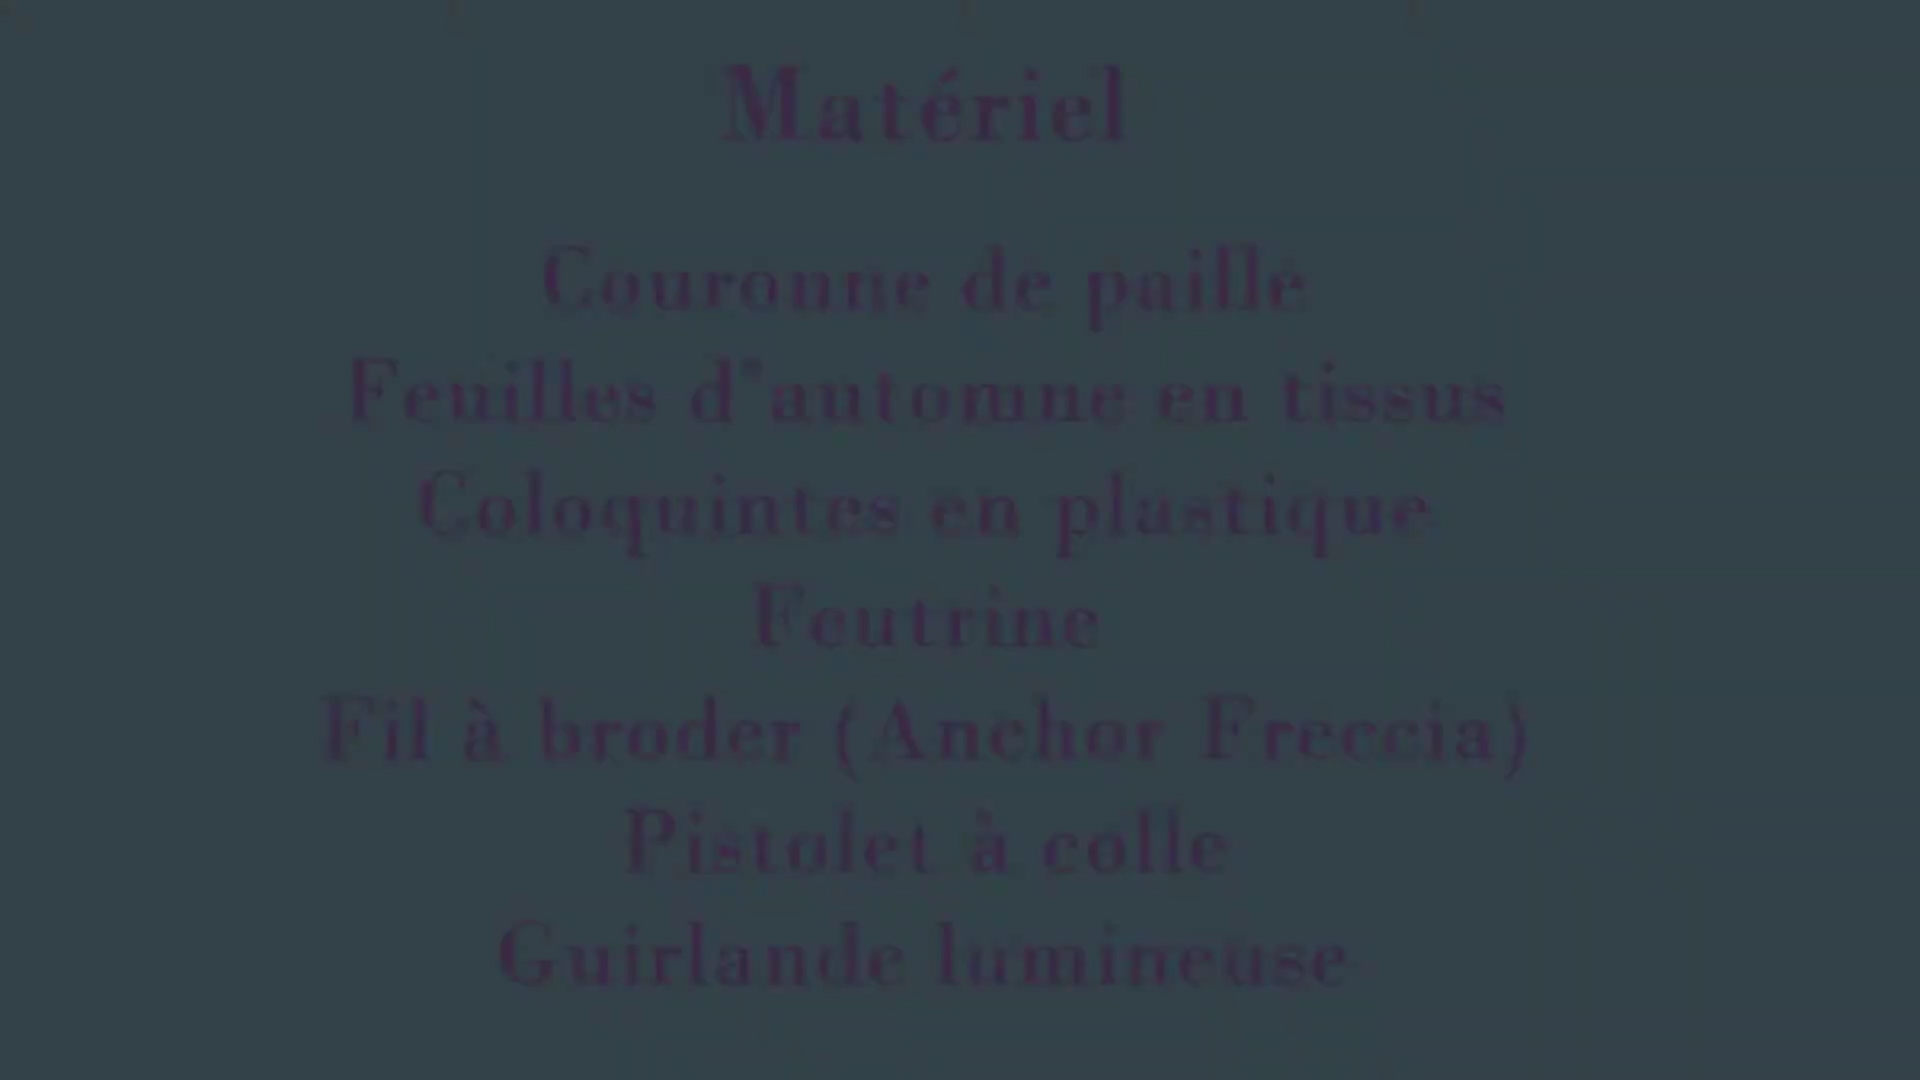 Matériel
Couronne de paille
Feuilles d'automne en tissus
Coloquintes en plastique
Feutrine
Fil à broder (Anchor Freccia)
Pistolet à colle
Guirlande lumineuse